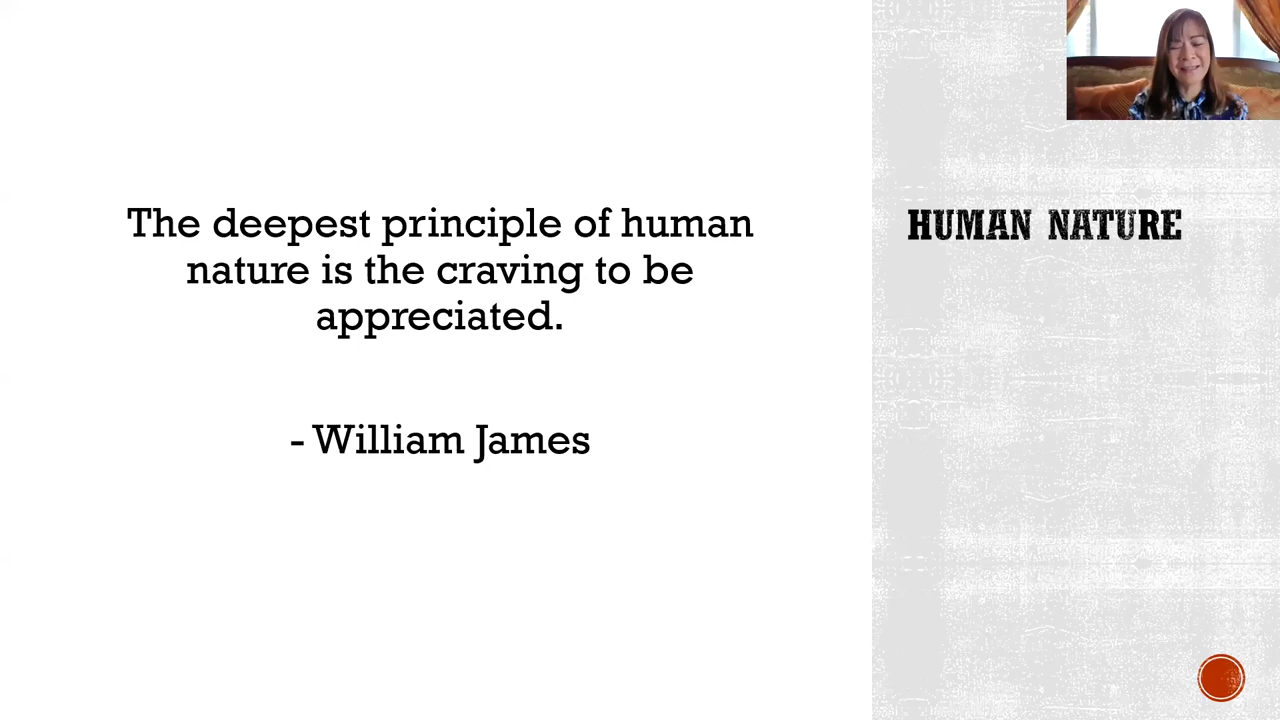 The deepest principle of human
nature is the craving to be
appreciated.
- William James
HUMAN NATURE